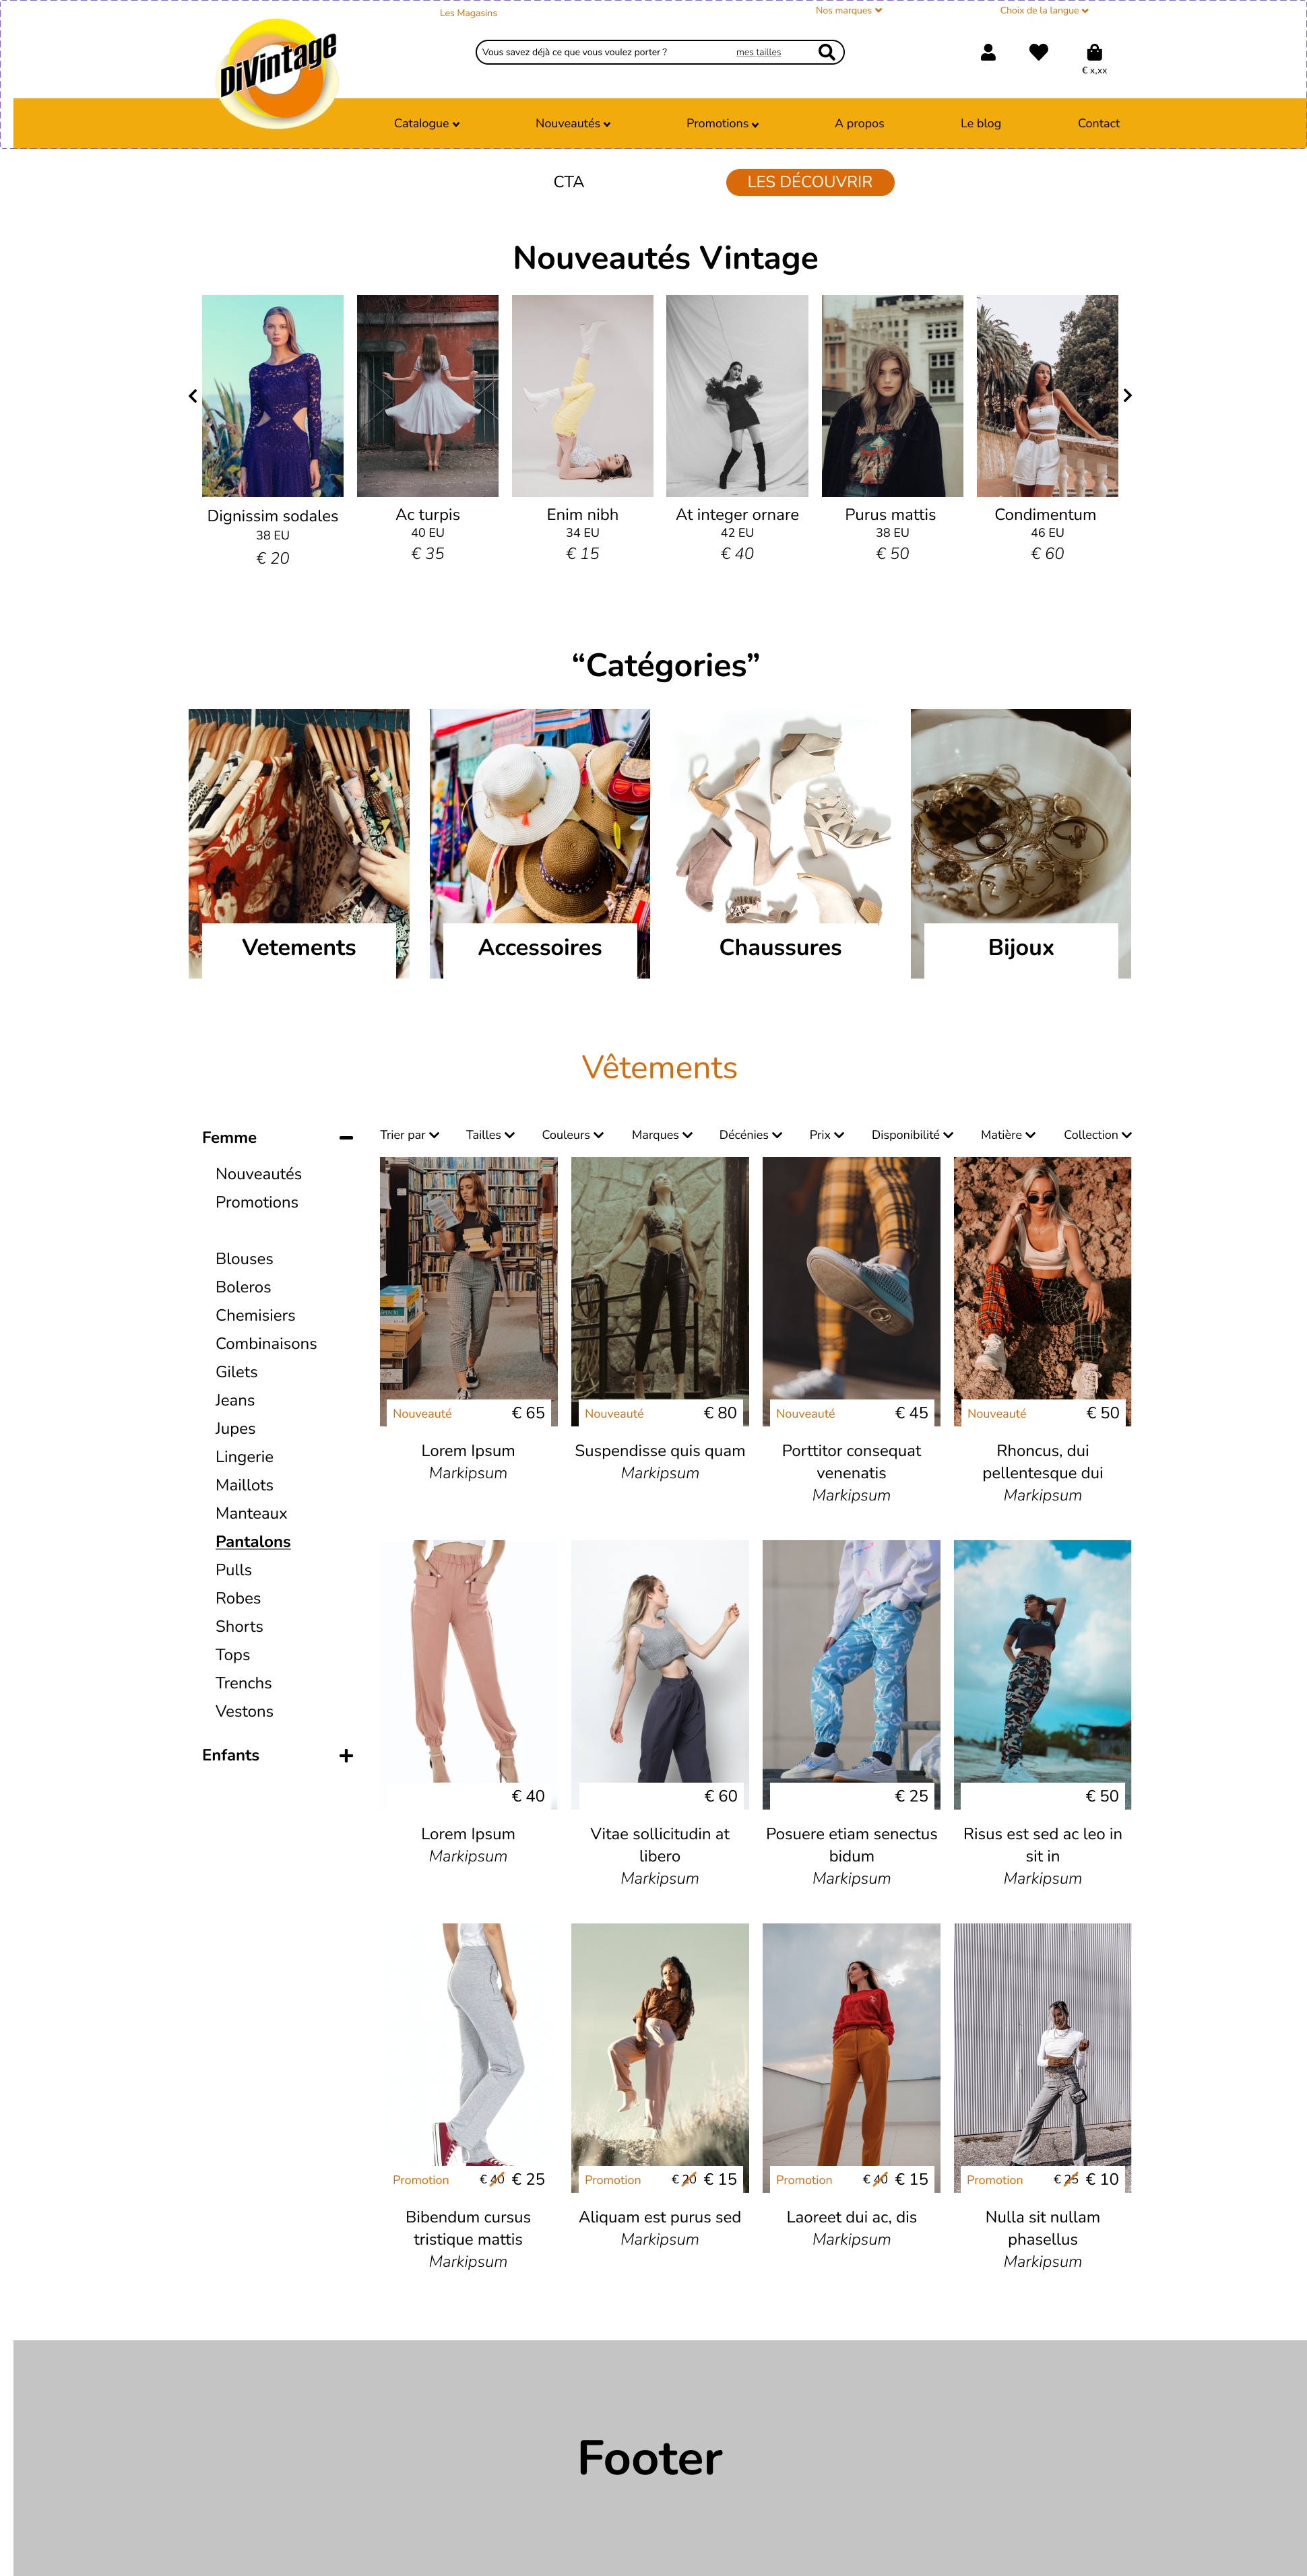 Les Magasins
Nos marques
Choix de la langue
DiVintage
Vous savez déjà ce que vous voulez porter ?
mes tailles
€ x,xx
Catalogue
Nouveautés
Promotions
A propos
Le blog
Contact
CTA
LES DÉCOUVRIR
Nouveautés Vintage
Dignissim sodales
38 EU
€ 20
Ac turpis
40 EU
€ 35
Enim nibh
34 EU
€ 15
At integer ornare
42 EU
€ 40
Purus mattis
38 EU
€ 50
Condimentum
46 EU
€ 60
“Catégories”
Vetements
Accessoires
Chaussures
Bijoux
Vêtements
Femme
Nouveautés
Promotions
Blouses
Boleros
Chemisiers
Combinaisons
Gilets
Jeans
Jupes
Lingerie
Maillots
Manteaux
Pantalons
Pulls
Robes
Shorts
Tops
Trenchs
Vestons
Enfants
Trier par
Tailles
Couleurs
Marques
Décénies
Prix
Disponibilité
Matière
Collection
Nouveauté € 65
Lorem Ipsum
Markipsum
Nouveauté € 80
Suspendisse quis quam
Markipsum
Nouveauté € 45
Porttitor consequat
venenatis
Markipsum
Nouveauté € 50
Rhoncus, dui
pellentesque dui
Markipsum
€ 40
Lorem Ipsum
Markipsum
€ 60
Vitae sollicitudin at
libero
Markipsum
€ 25
Posuere etiam senectus
bidum
Markipsum
€ 50
Risus est sed ac leo in
sit in
Markipsum
Promotion € 40 € 25
Bibendum cursus
tristique mattis
Markipsum
Promotion € 20 € 15
Aliquam est purus sed
Markipsum
Promotion € 40 € 15
Laoreet dui ac, dis
Markipsum
Promotion € 25 € 10
Nulla sit nullam
phasellus
Markipsum
Footer